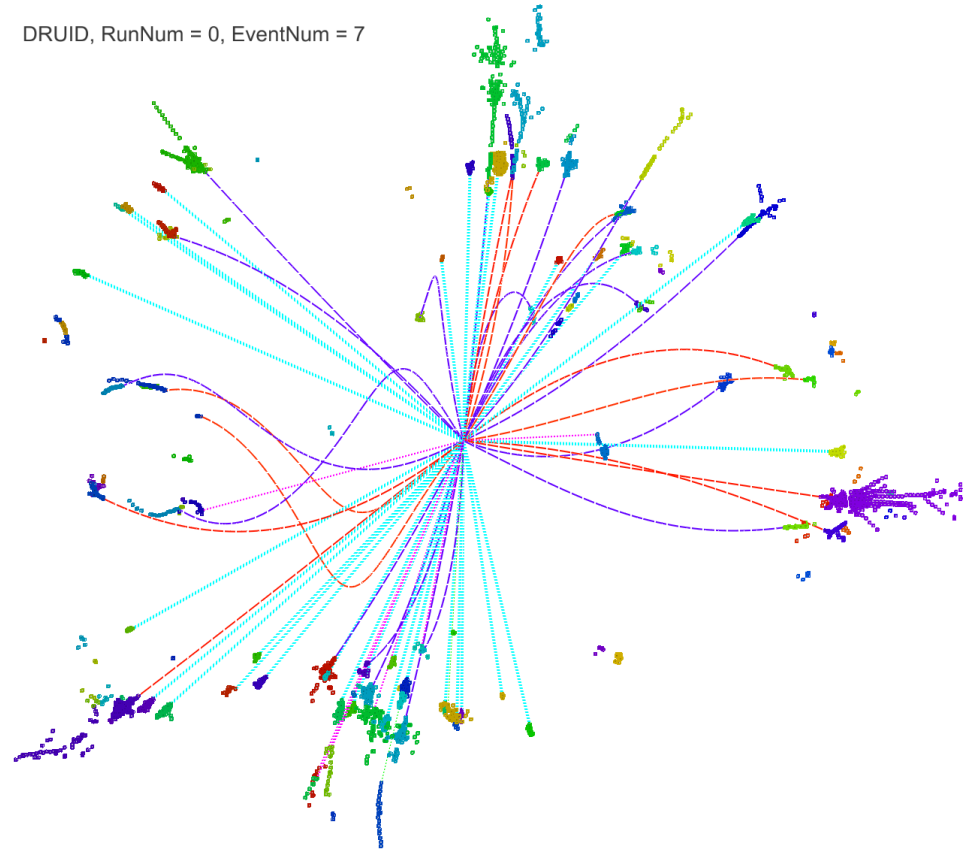 DRUID, RunNum = 0, EventNum = 7